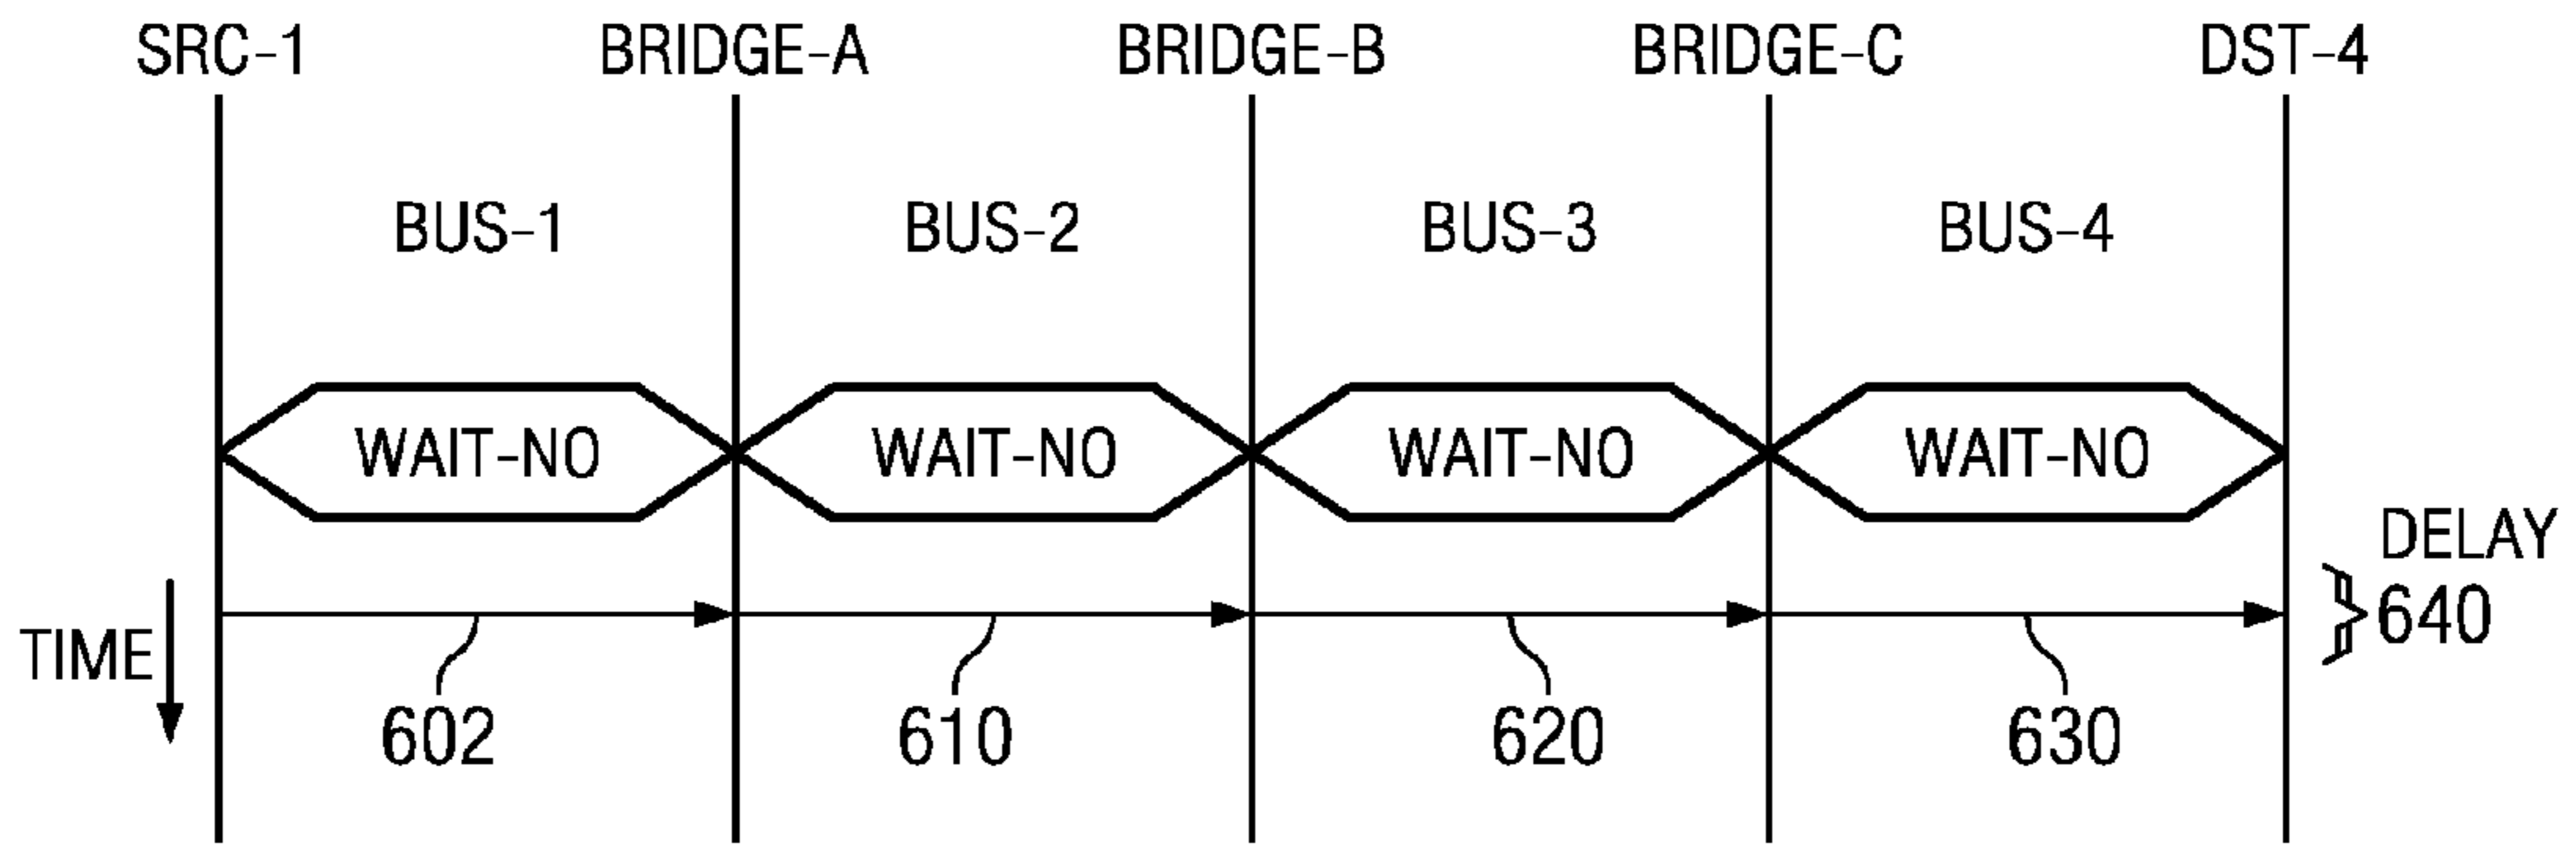 SRC-1 BRIDGE-A BRIDGE-B BRIDGE-C DST-4
BUS-1 BUS-2 BUS-3 BUS-4
WAIT-NO WAIT-NO WAIT-NO WAIT-NO
DELAY
640
TIME
602 610 620 630